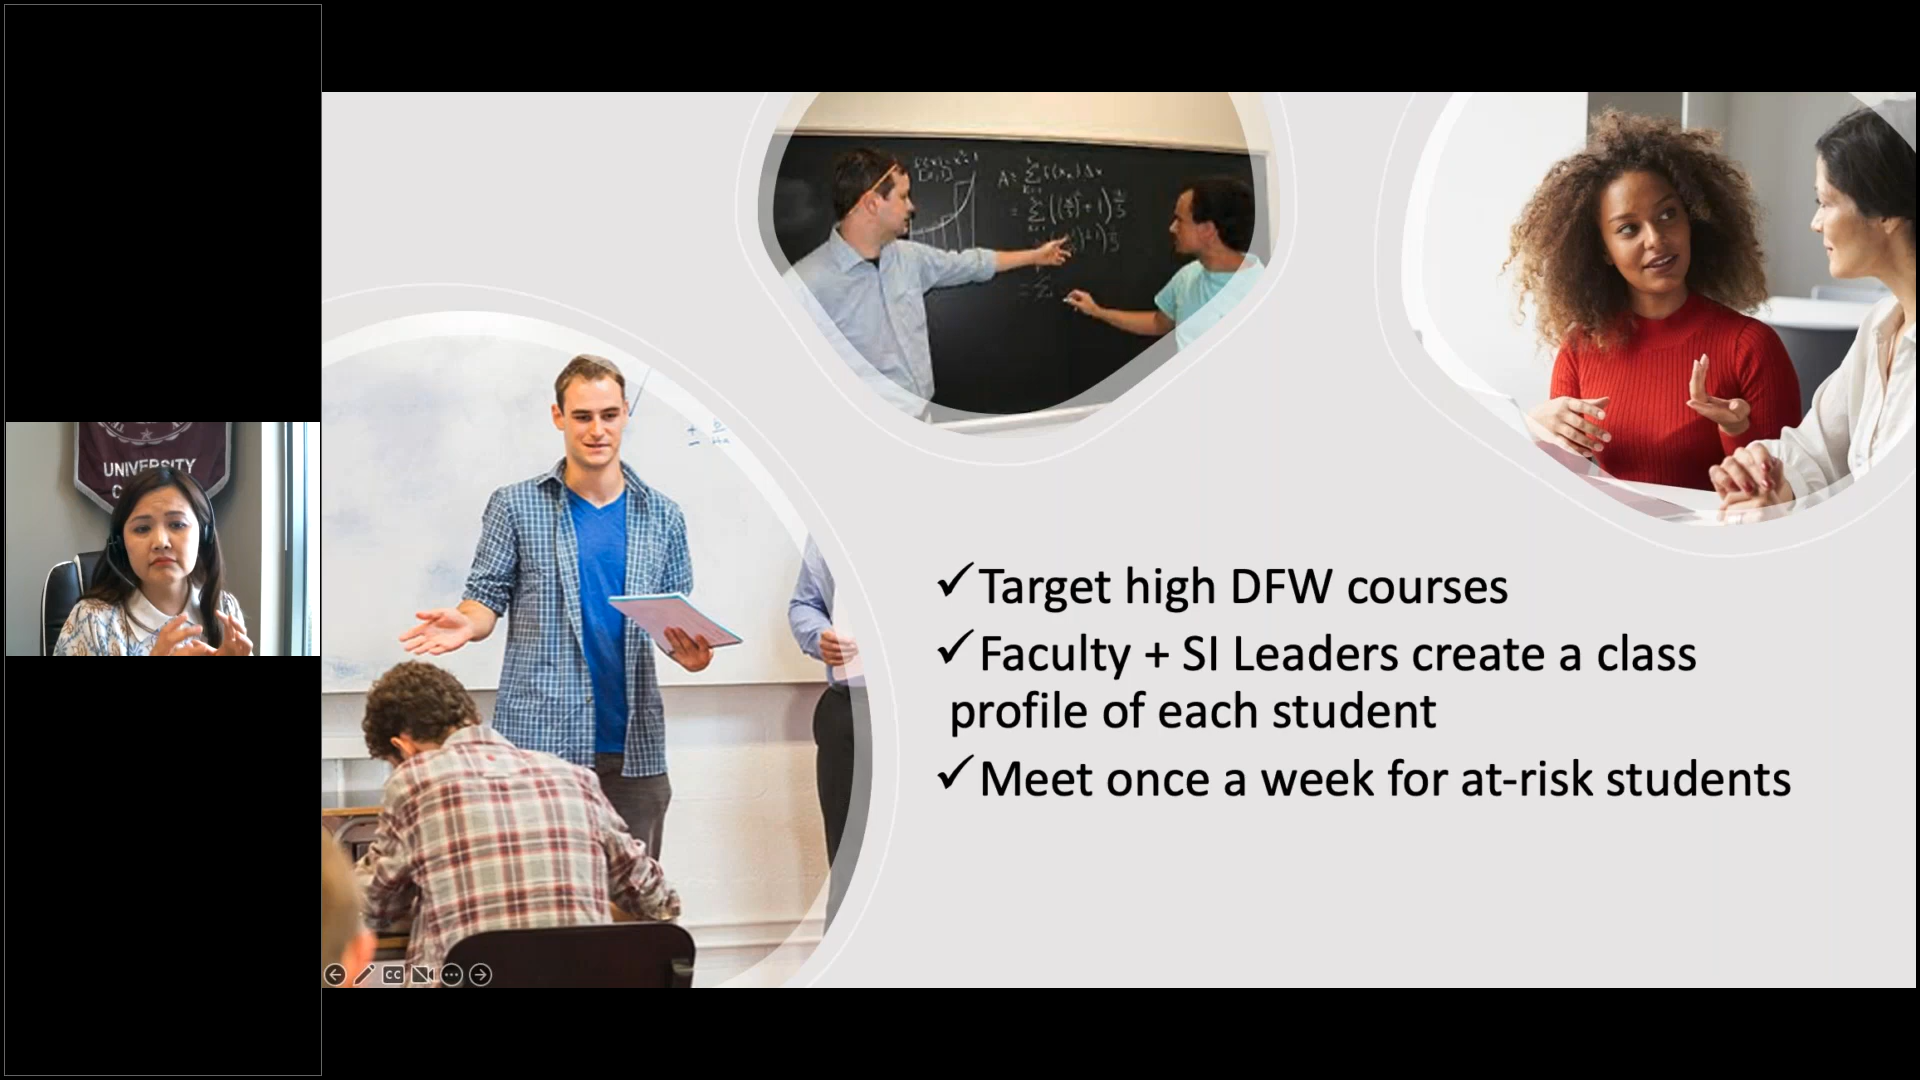 UNIVERSITY
✓Target high DFW courses
✓Faculty + SI Leaders create a class
profile of each student
✓Meet once a week for at-risk students
CC